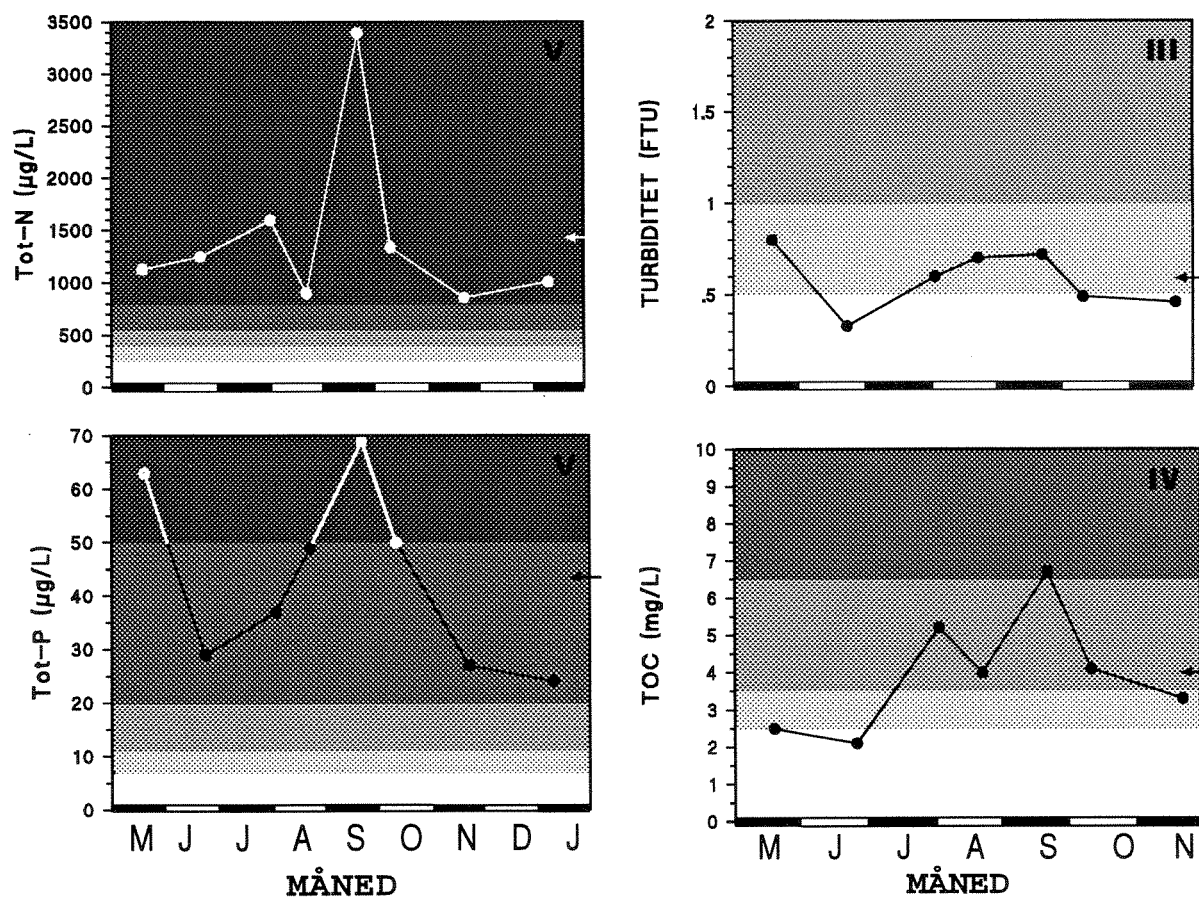 3500
3000
2500
2000
1500
1000
500
0
Tot-N (µg/L)
V
2
1.5
1
.5
0
TURBIDITET (FTU)
III
70
60
50
40
30
20
10
0
Tot-P (µg/L)
V
M J J A S O N D J
MÅNED
10
9
8
7
6
5
4
3
2
1
0
TOC (mg/L)
IV
M J J A S O N
MÅNED